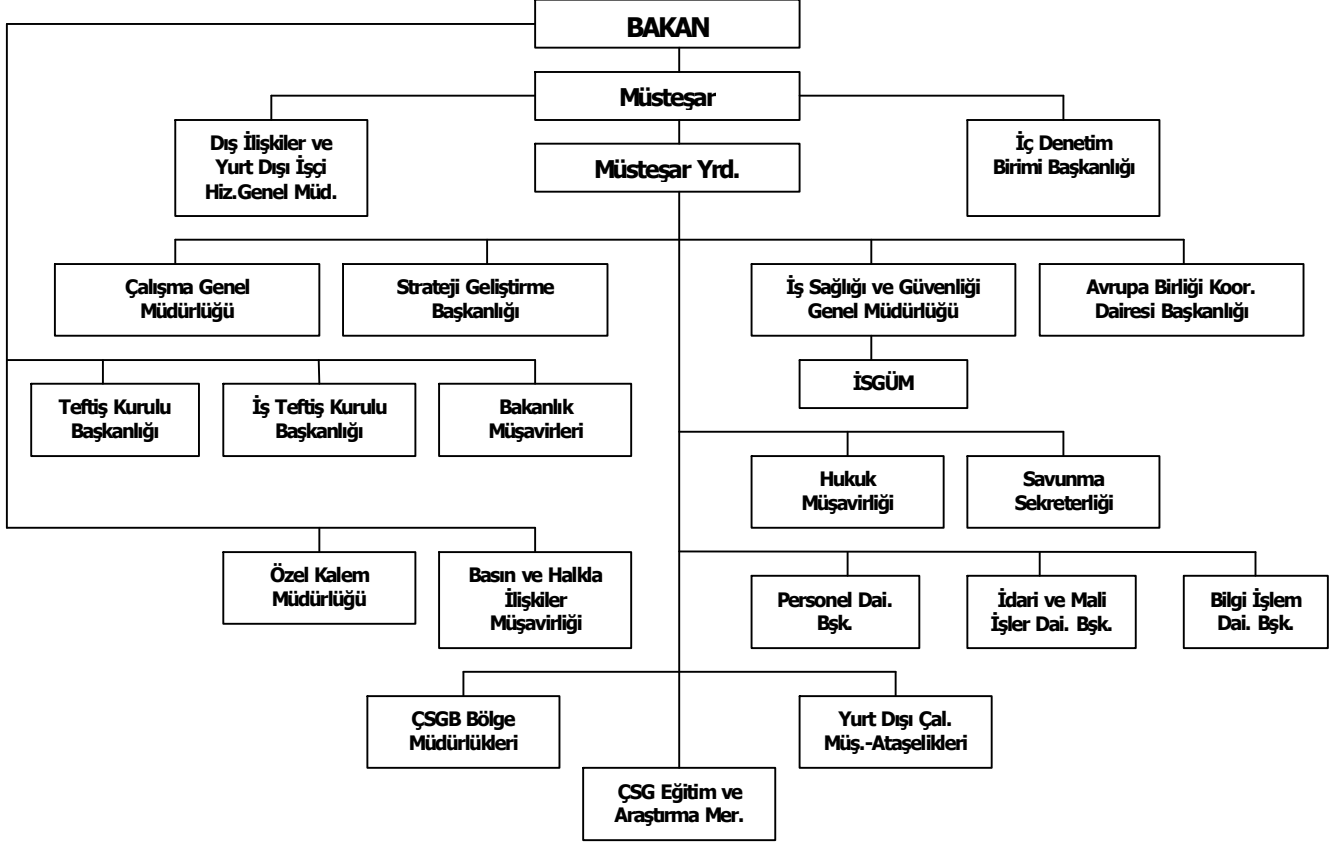 BAKAN
Müsteşar
Dış İlişkiler ve
Yurt Dışı İşçi
Hiz.Genel Müd.
Müsteşar Yrd.
İç Denetim
Birimi Başkanlığı
Çalışma Genel
Müdürlüğü
Strateji Geliştirme
Başkanlığı
İş Sağlığı ve Güvenliği
Genel Müdürlüğü
Avrupa Birliği Koor.
Dairesi Başkanlığı
İSGÜM
Teftiş Kurulu
Başkanlığı
İş Teftiş Kurulu
Başkanlığı
Bakanlık
Müşavirleri
Hukuk
Müşavirliği
Savunma
Sekreterliği
Özel Kalem
Müdürlüğü
Basın ve Halkla
İlişkiler
Müşavirliği
Personel Dai.
Bşk.
İdari ve Mali
İşler Dai. Bşk.
Bilgi İşlem
Dai. Bşk.
ÇSGB Bölge
Müdürlükleri
Yurt Dışı Çal.
Müş.-Ataşelikleri
ÇSG Eğitim ve
Araştırma Mer.